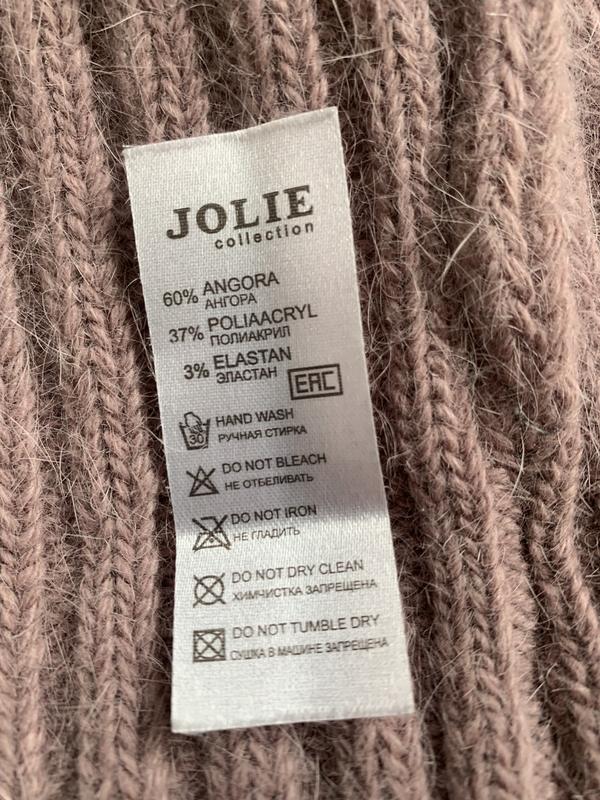 JOLIE
collection
60% ANGORA
АНГОРА
37% POLIAACRYL
ПОЛИАКРИЛ
3% ELASTAN
ЭЛАСТАН
EAC
30
HAND WASH
РУЧНАЯ СТИРКА
DO NOT BLEACH
НЕ ОТБЕЛИВАТЬ
DO NOT IRON
НЕ ГЛАДИТЬ
DO NOT DRY CLEAN
ХИМЧИСТКА ЗАПРЕЩЕНА
DO NOT TUMBLE DRY
СУШКА В МАШИНЕ ЗАПРЕЩЕНА